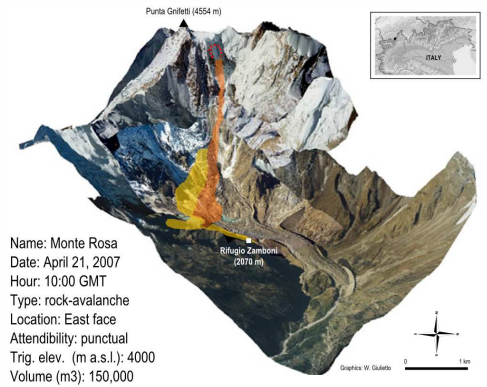 Punta Gnifetti (4554 m)
ITALY
Rifugio Zamboni
(2070 m)
Name: Monte Rosa
Date: April 21, 2007
Hour: 10:00 GMT
Type: rock-avalanche
Location: East face
Attendibility: punctual
Trig. elev. (m a.s.l.): 4000
Volume (m3): 150,000
Graphics: W. Giulietto
0 1 km